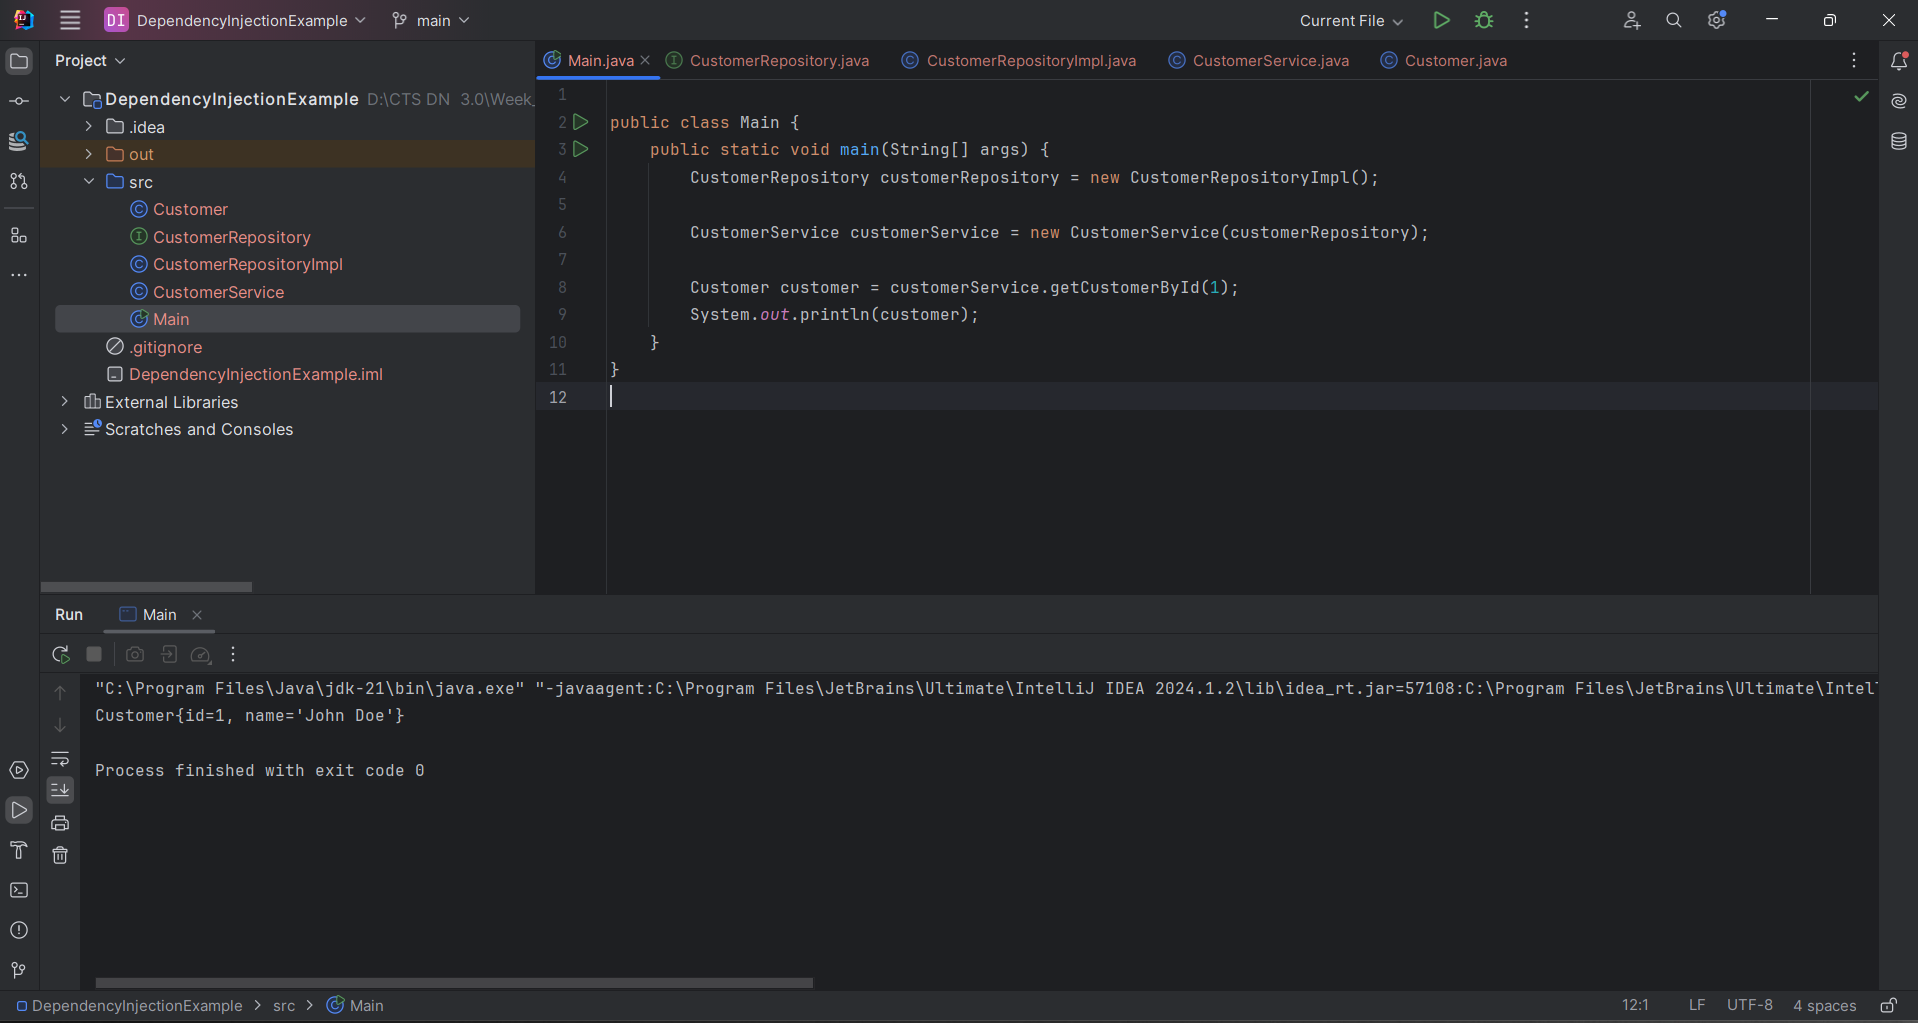 DI DependencyInjectionExample main Current File
Project
Main.java CustomerRepository.java CustomerRepositoryImpl.java CustomerService.java Customer.java
DependencyInjectionExample D:\CTS DN 3.0\Week_
.idea
out
src
Customer
CustomerRepository
CustomerRepositoryImpl
CustomerService
Main
.gitignore
DependencyInjectionExample.iml
External Libraries
Scratches and Consoles
1
2 public class Main {
3 public static void main(String[] args) {
4 CustomerRepository customerRepository = new CustomerRepositoryImpl();
5
6 CustomerService customerService = new CustomerService(customerRepository);
7
8 Customer customer = customerService.getCustomerById(1);
9 System.out.println(customer);
10 }
11 }
12
Run Main
"C:\Program Files\Java\jdk-21\bin\java.exe" "-javaagent:C:\Program Files\JetBrains\Ultimate\IntelliJ IDEA 2024.1.2\lib\idea_rt.jar=57108:C:\Program Files\JetBrains\Ultimate\Intel
Customer{id=1, name='John Doe'}
Process finished with exit code 0
DependencyInjectionExample > src > Main 12:1 LF UTF-8 4 spaces